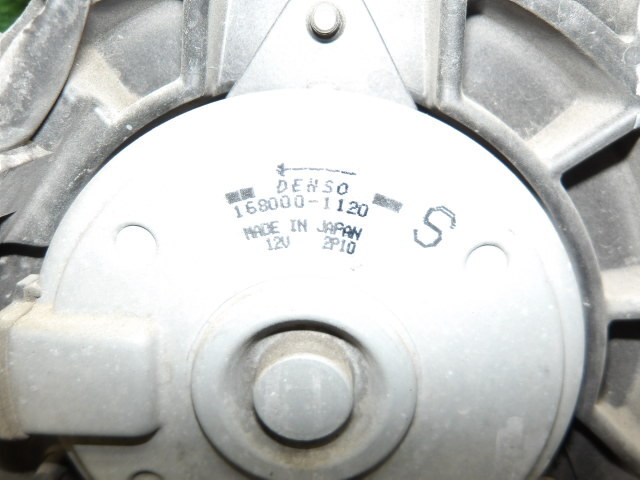 DENSO
168000-1120
S
MADE IN JAPAN
12V 2P10